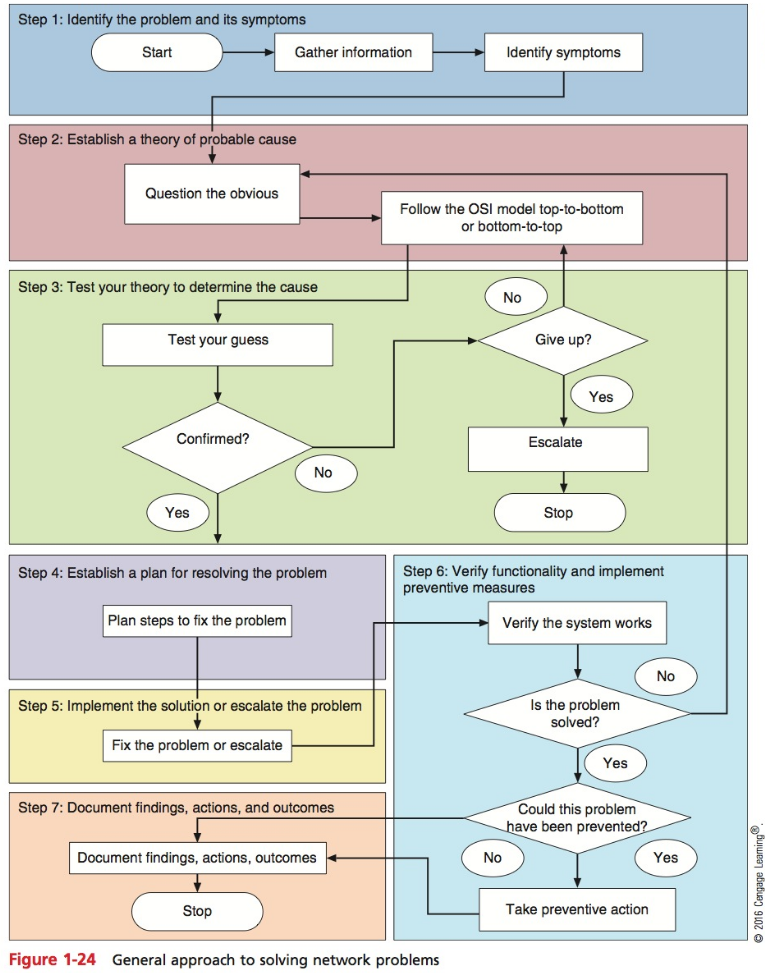 Step 1: Identify the problem and its symptoms
Start
Gather information
Identify symptoms
Step 2: Establish a theory of probable cause
Question the obvious
Follow the OSI model top-to-bottom
or bottom-to-top
Step 3: Test your theory to determine the cause
No
Test your guess
Give up?
Yes
Confirmed?
Escalate
No
Yes
Stop
Step 4: Establish a plan for resolving the problem
Plan steps to fix the problem
Step 5: Implement the solution or escalate the problem
Fix the problem or escalate
Step 6: Verify functionality and implement
preventive measures
Verify the system works
No
Is the problem
solved?
Yes
Could this problem
have been prevented?
No
Yes
Take preventive action
Step 7: Document findings, actions, and outcomes
Document findings, actions, outcomes
Stop
© 2016 Cengage Learning®.
Figure 1-24 General approach to solving network problems